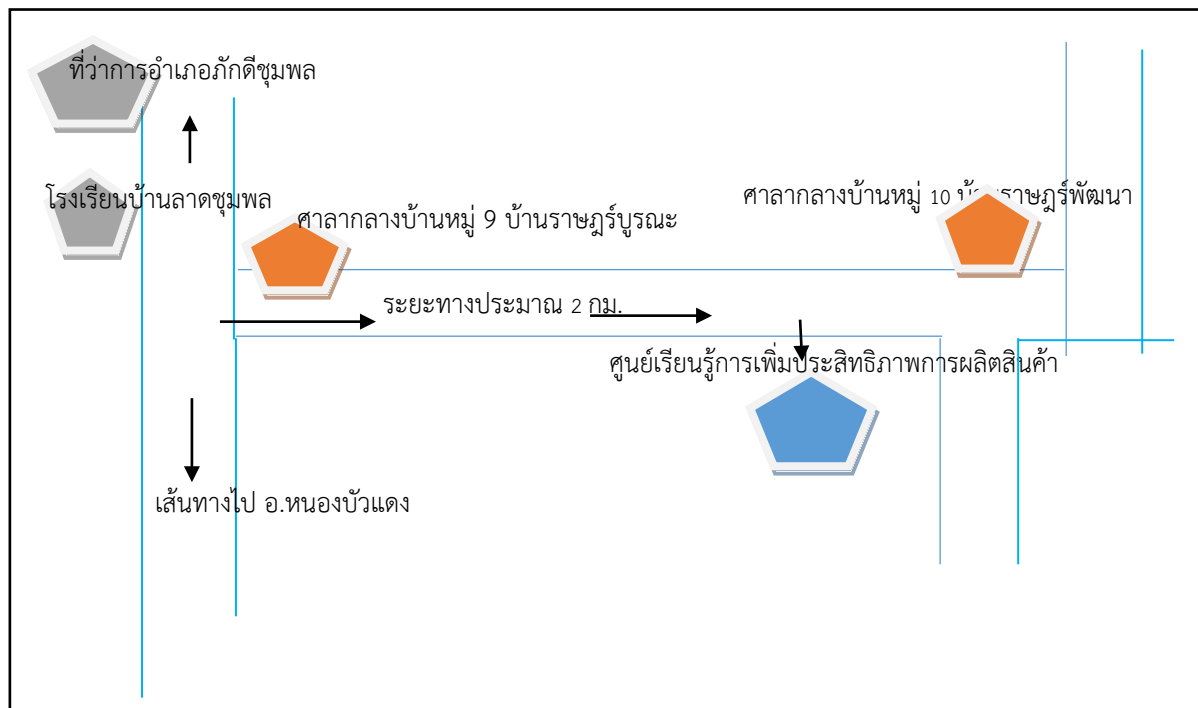 ที่ว่าการอำเภอภักดีชุมพล
โรงเรียนบ้านลาดชุมพล
ศาลากลางบ้านหมู่ 9 บ้านราษฎร์บูรณะ
ศาลากลางบ้านหมู่ 10 บ้านราษฎร์พัฒนา
ระยะทางประมาณ 2 กม.
ศูนย์เรียนรู้การเพิ่มประสิทธิภาพการผลิตสินค้า
เส้นทางไป อ.หนองบัวแดง